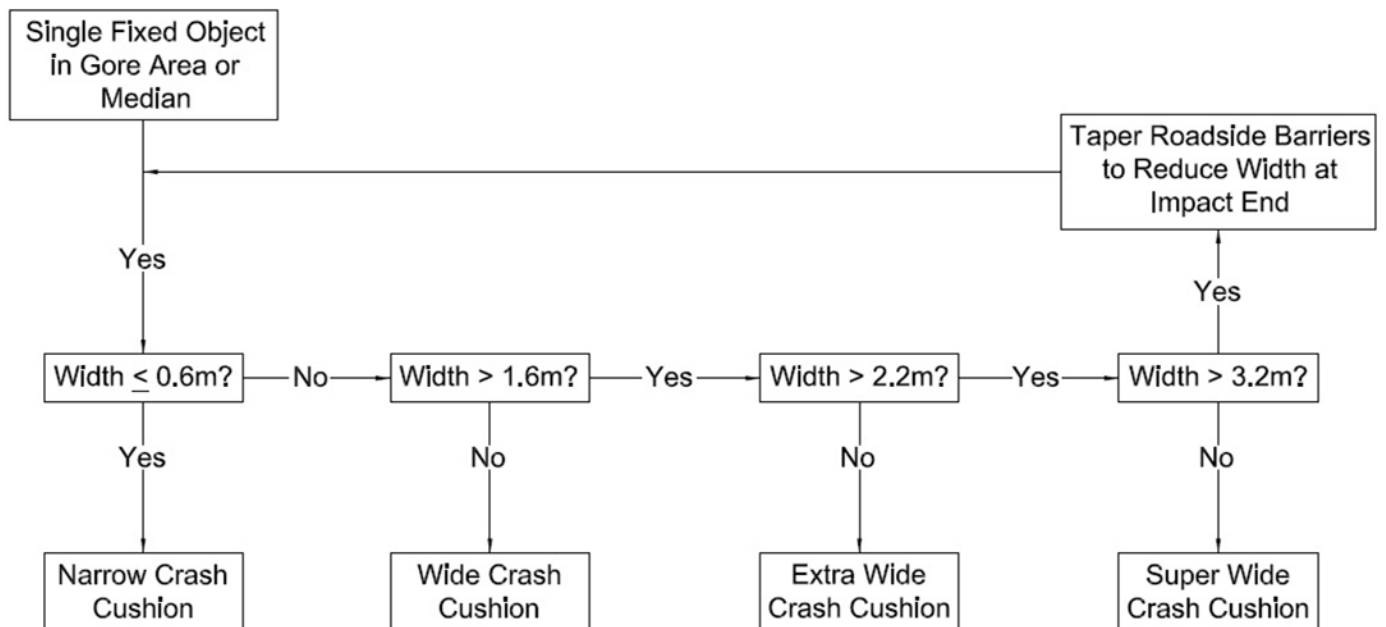 Single Fixed Object
in Gore Area or
Median
Taper Roadside Barriers
to Reduce Width at
Impact End
Yes
Yes
Width ≤ 0.6m?
No
Width > 1.6m?
Yes
Width > 2.2m?
Yes
Width > 3.2m?
Yes
No
No
No
Narrow Crash
Cushion
Wide Crash
Cushion
Extra Wide
Crash Cushion
Super Wide
Crash Cushion